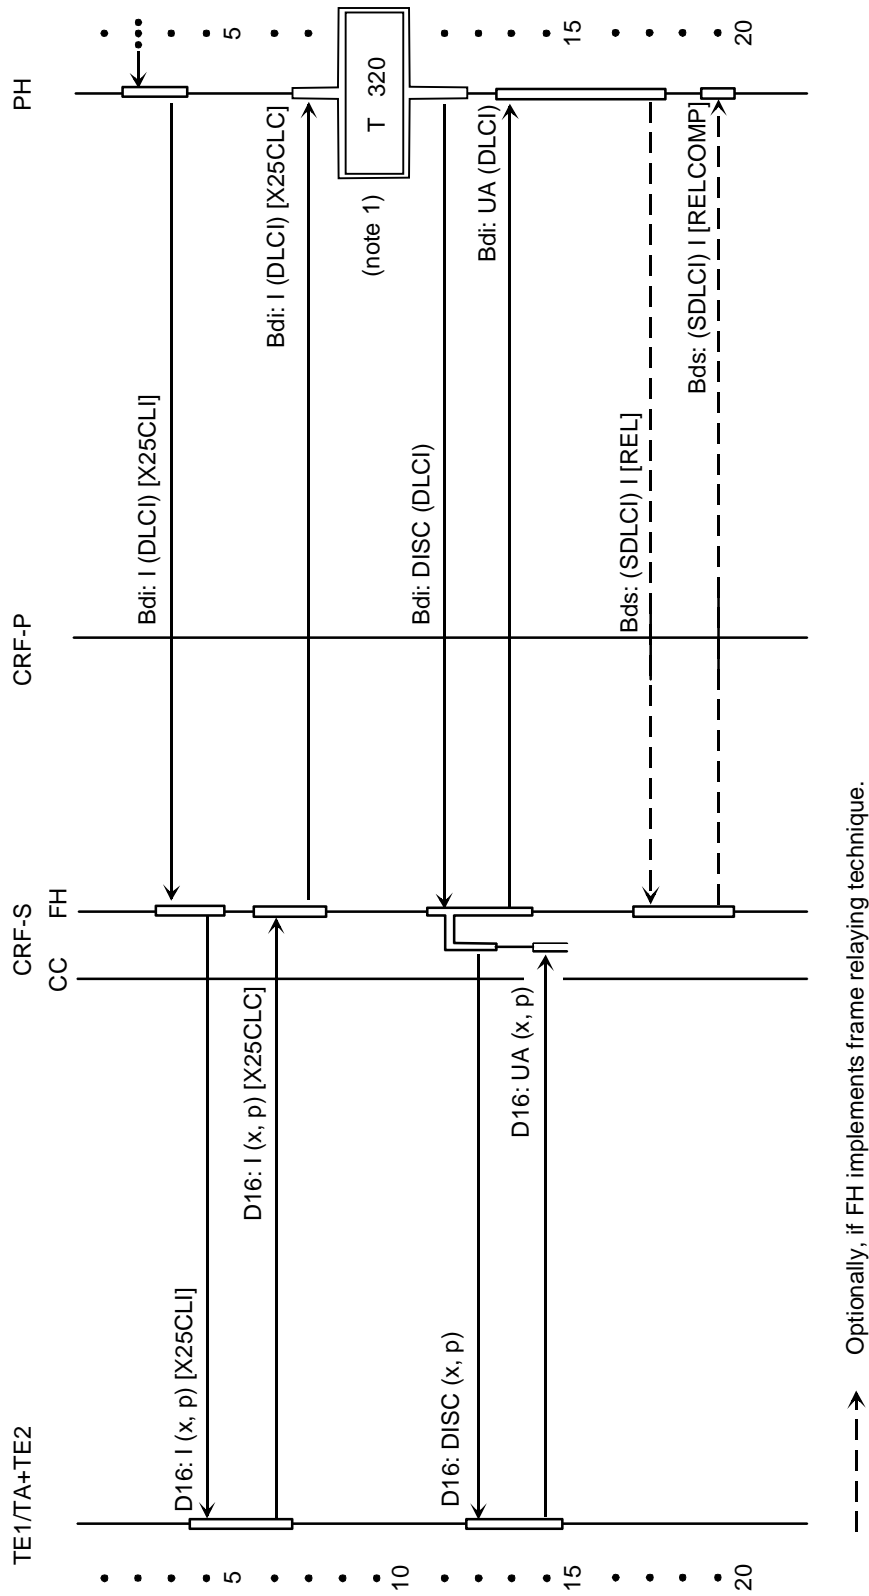 TE1/TA+TE2
CRF-S
CC
FH
CRF-P
PH
5
5
Bdi: I (DLCI) [X25CLI]
D16: I (x, p) [X25CLI]
D16: I (x, p) [X25CLC]
Bdi: I (DLCI) [X25CLC]
T 320
(note 1)
10
Bdi: DISC (DLCI)
D16: DISC (x, p)
Bdi: UA (DLCI)
D16: UA (x, p)
15
15
Bds: (SDLCI) I [REL]
Bds: (SDLCI) I [RELCOMP]
20
20
Optionally, if FH implements frame relaying technique.